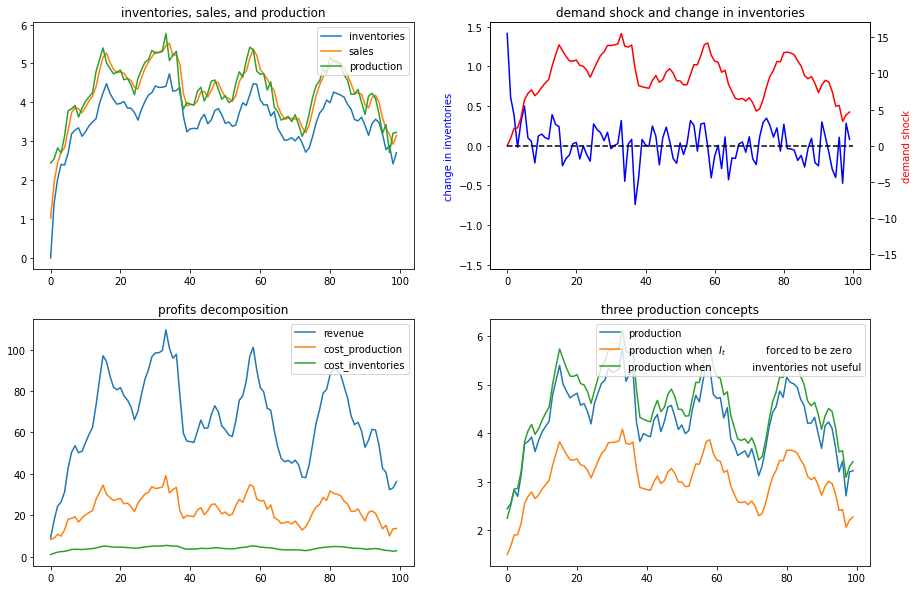 inventories, sales, and production
6
5
4
3
2
1
0
inventories
sales
production
0 20 40 60 80 100
demand shock and change in inventories
change in inventories
1.5
1.0
0.5
0.0
−0.5
−1.0
−1.5
15
10
5
0
−5
−10
−15
demand shock
0 20 40 60 80 100
profits decomposition
100
80
60
40
20
0
revenue
cost_production
cost_inventories
0 20 40 60 80 100
three production concepts
6
5
4
3
2
production
production when I_t forced to be zero
production when inventories not useful
0 20 40 60 80 100